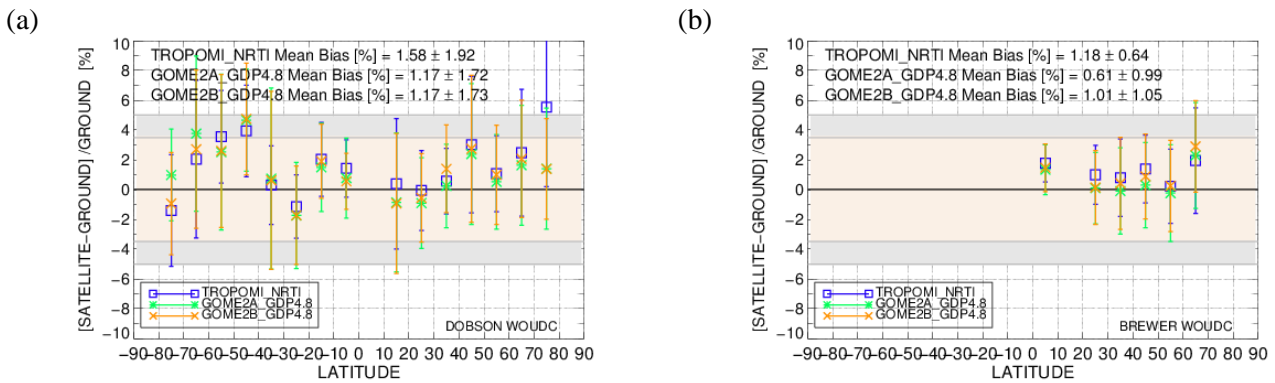 (a)
(b)
[SATELLITE-GROUND] /GROUND [%]
10
8
6
4
2
0
-2
-4
-6
-8
-10
TROPOMI_NRTI Mean Bias [%] = 1.58 ± 1.92
GOME2A_GDP4.8 Mean Bias [%] = 1.17 ± 1.72
GOME2B_GDP4.8 Mean Bias [%] = 1.17 ± 1.73
TROPOMI_NRTI
GOME2A_GDP4.8
GOME2B_GDP4.8
DOBSON WOUDC
-90-80-70-60-50-40-30-20-10 0 10 20 30 40 50 60 70 80 90
LATITUDE
[SATELLITE-GROUND] /GROUND [%]
10
8
6
4
2
0
-2
-4
-6
-8
-10
TROPOMI_NRTI Mean Bias [%] = 1.18 ± 0.64
GOME2A_GDP4.8 Mean Bias [%] = 0.61 ± 0.99
GOME2B_GDP4.8 Mean Bias [%] = 1.01 ± 1.05
TROPOMI_NRTI
GOME2A_GDP4.8
GOME2B_GDP4.8
BREWER WOUDC
-90-80-70-60-50-40-30-20-10 0 10 20 30 40 50 60 70 80 90
LATITUDE